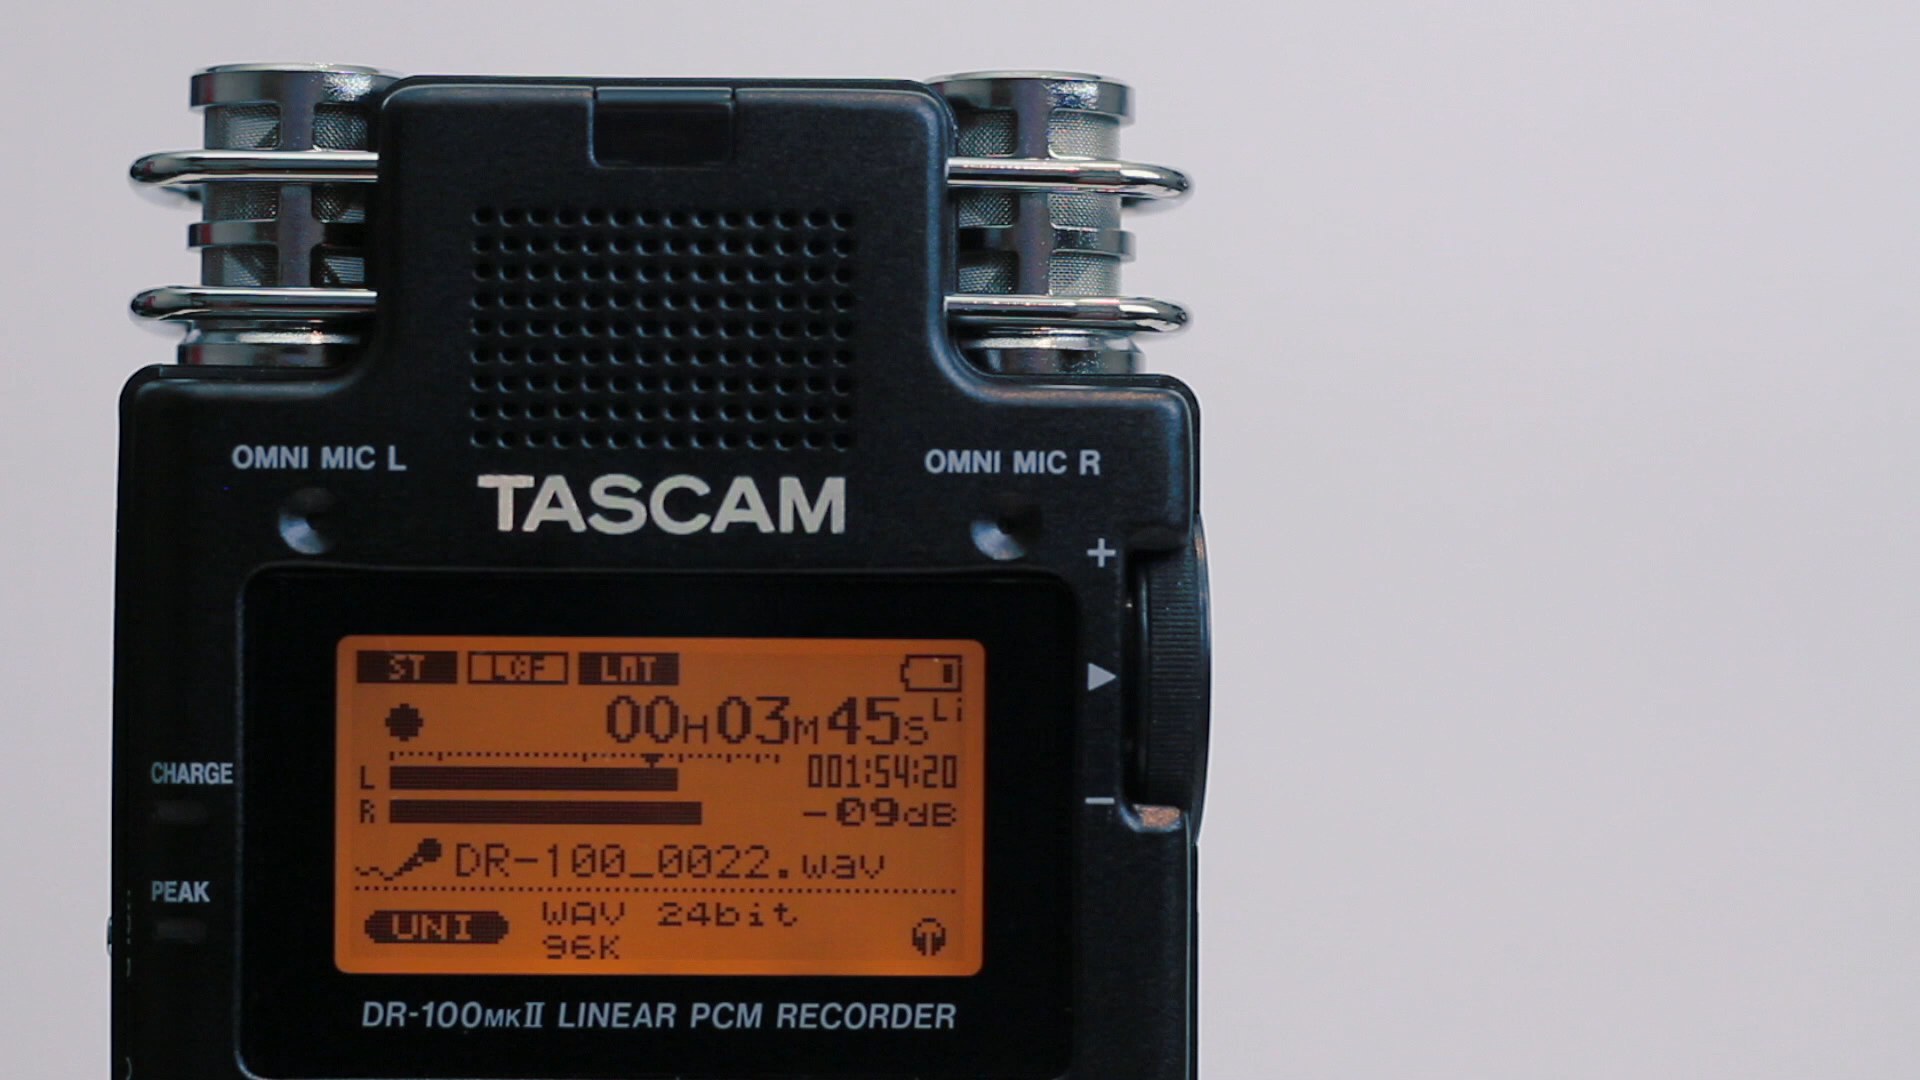 OMNI MIC L
OMNI MIC R
TASCAM
+
−
CHARGE
PEAK
ST LCF LMT
00H03M45S Li
L 001:54:20
R -09dB
DR-100_0022.wav
UNI WAV 24bit
96K
DR-100MKII LINEAR PCM RECORDER